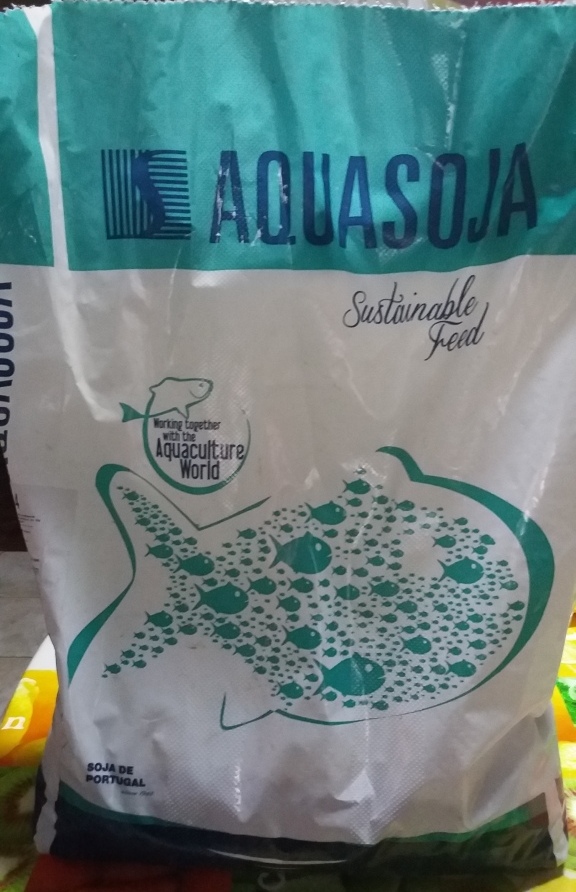 AQUASOJA
Sustainable
Feed
Working together
with the
Aquaculture
World
SOJA DE
PORTUGAL